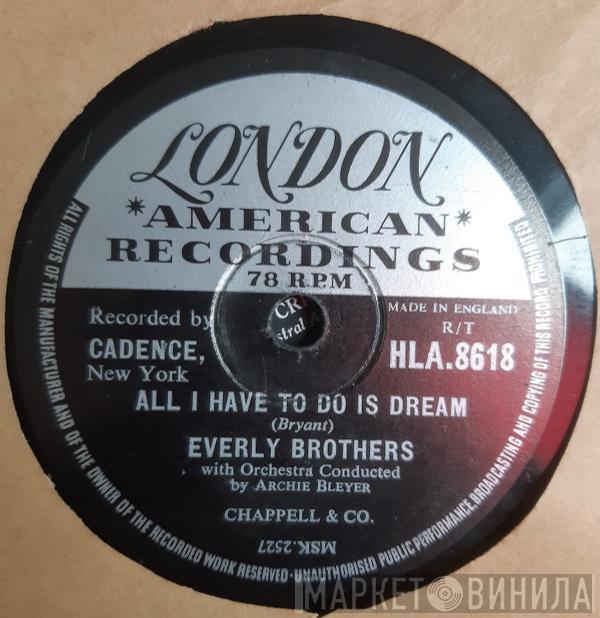 LONDON
*AMERICAN*
RECORDINGS
78 R.P.M
Recorded by
CADENCE,
New York
MADE IN ENGLAND
R/T
HLA.8618
ALL I HAVE TO DO IS DREAM
(Bryant)
EVERLY BROTHERS
with Orchestra Conducted
by ARCHIE BLEYER
CHAPPELL & CO.
MSK.2527
ALL RIGHTS OF THE MANUFACTURER AND OF THE OWNER OF THE RECORDED WORK RESERVED·UNAUTHORISED PUBLIC PERFORMANCE, BROADCASTING AND COPYING OF THIS RECORD PROHIBITED
МАРКЕТ ВИНИЛА